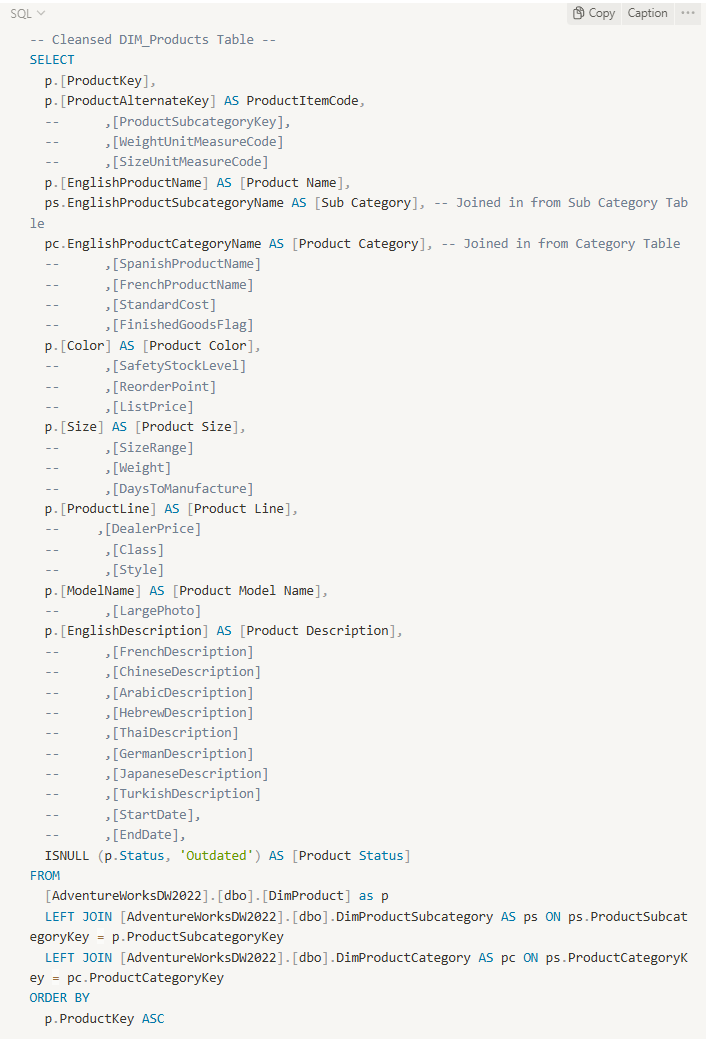 SQL
Copy Caption ...
-- Cleansed DIM_Products Table --
SELECT
p.[ProductKey],
p.[ProductAlternateKey] AS ProductItemCode,
-- ,[ProductSubcategoryKey],
-- ,[WeightUnitMeasureCode]
-- ,[SizeUnitMeasureCode]
p.[EnglishProductName] AS [Product Name],
ps.EnglishProductSubcategoryName AS [Sub Category], -- Joined in from Sub Category Tab
le
pc.EnglishProductCategoryName AS [Product Category], -- Joined in from Category Table
-- ,[SpanishProductName]
-- ,[FrenchProductName]
-- ,[StandardCost]
-- ,[FinishedGoodsFlag]
p.[Color] AS [Product Color],
-- ,[SafetyStockLevel]
-- ,[ReorderPoint]
-- ,[ListPrice]
p.[Size] AS [Product Size],
-- ,[SizeRange]
-- ,[Weight]
-- ,[DaysToManufacture]
p.[ProductLine] AS [Product Line],
-- ,[DealerPrice]
-- ,[Class]
-- ,[Style]
p.[ModelName] AS [Product Model Name],
-- ,[LargePhoto]
p.[EnglishDescription] AS [Product Description],
-- ,[FrenchDescription]
-- ,[ChineseDescription]
-- ,[ArabicDescription]
-- ,[HebrewDescription]
-- ,[ThaiDescription]
-- ,[GermanDescription]
-- ,[JapaneseDescription]
-- ,[TurkishDescription]
-- ,[StartDate],
-- ,[EndDate],
ISNULL (p.Status, 'Outdated') AS [Product Status]
FROM
[AdventureWorksDW2022].[dbo].[DimProduct] as p
LEFT JOIN [AdventureWorksDW2022].[dbo].DimProductSubcategory AS ps ON ps.ProductSubcat
egoryKey = p.ProductSubcategoryKey
LEFT JOIN [AdventureWorksDW2022].[dbo].DimProductCategory AS pc ON ps.ProductCategoryK
ey = pc.ProductCategoryKey
ORDER BY
p.ProductKey ASC